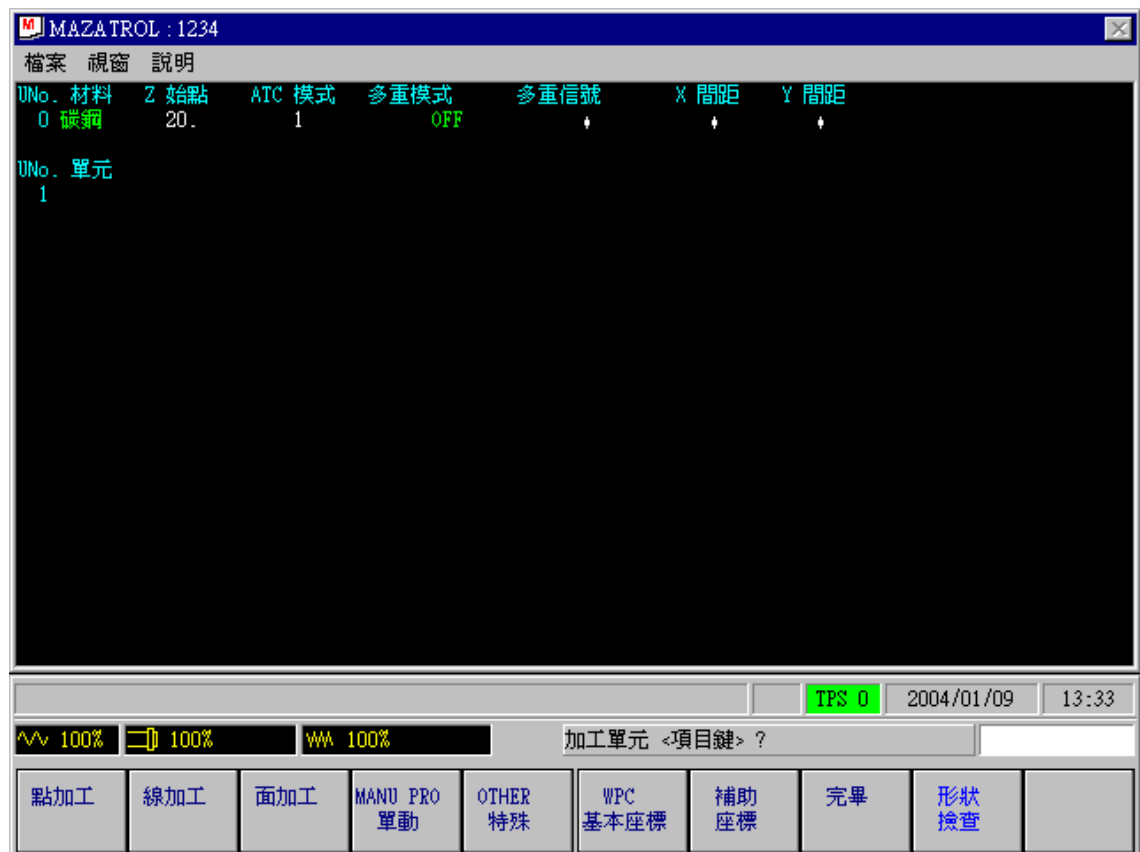 MAZATROL : 1234
檔案 視窗 說明
UNo. 材料 Z 始點 ATC 模式 多重模式 多重信號 X 間距 Y 間距
0 碳鋼 20. 1 OFF ♦ ♦ ♦
UNo. 單元
1
TPS 0 2004/01/09 13:33
100% 100% 100% 加工單元 <項目鍵> ?
點加工 線加工 面加工 MANU PRO OTHER WPC 補助 完畢 形狀
單動 特殊 基本座標 座標 檢查